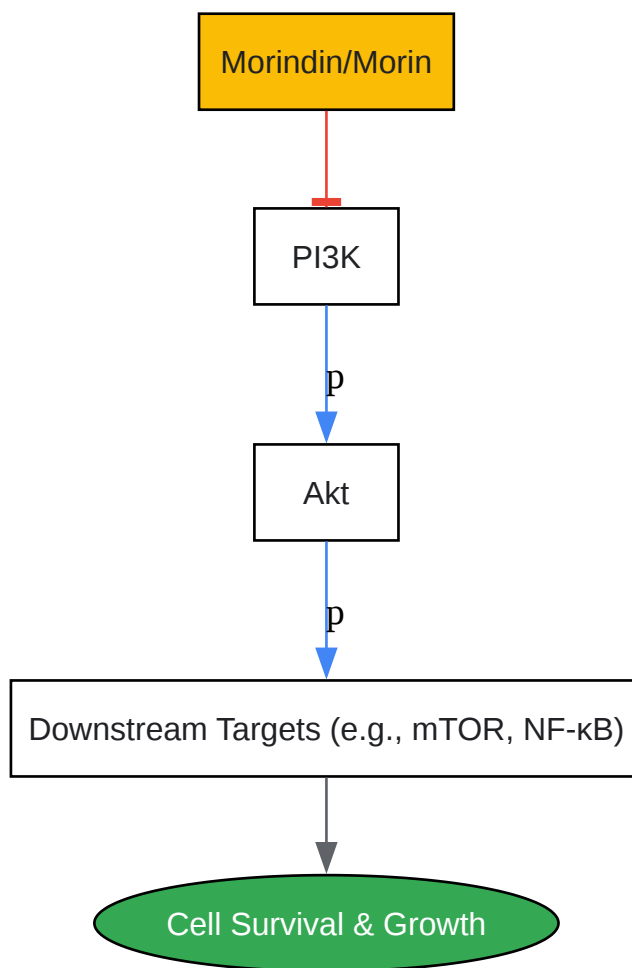 Morindin/Morin
PI3K
p
Akt
p
Downstream Targets (e.g., mTOR, NF-κB)
Cell Survival & Growth